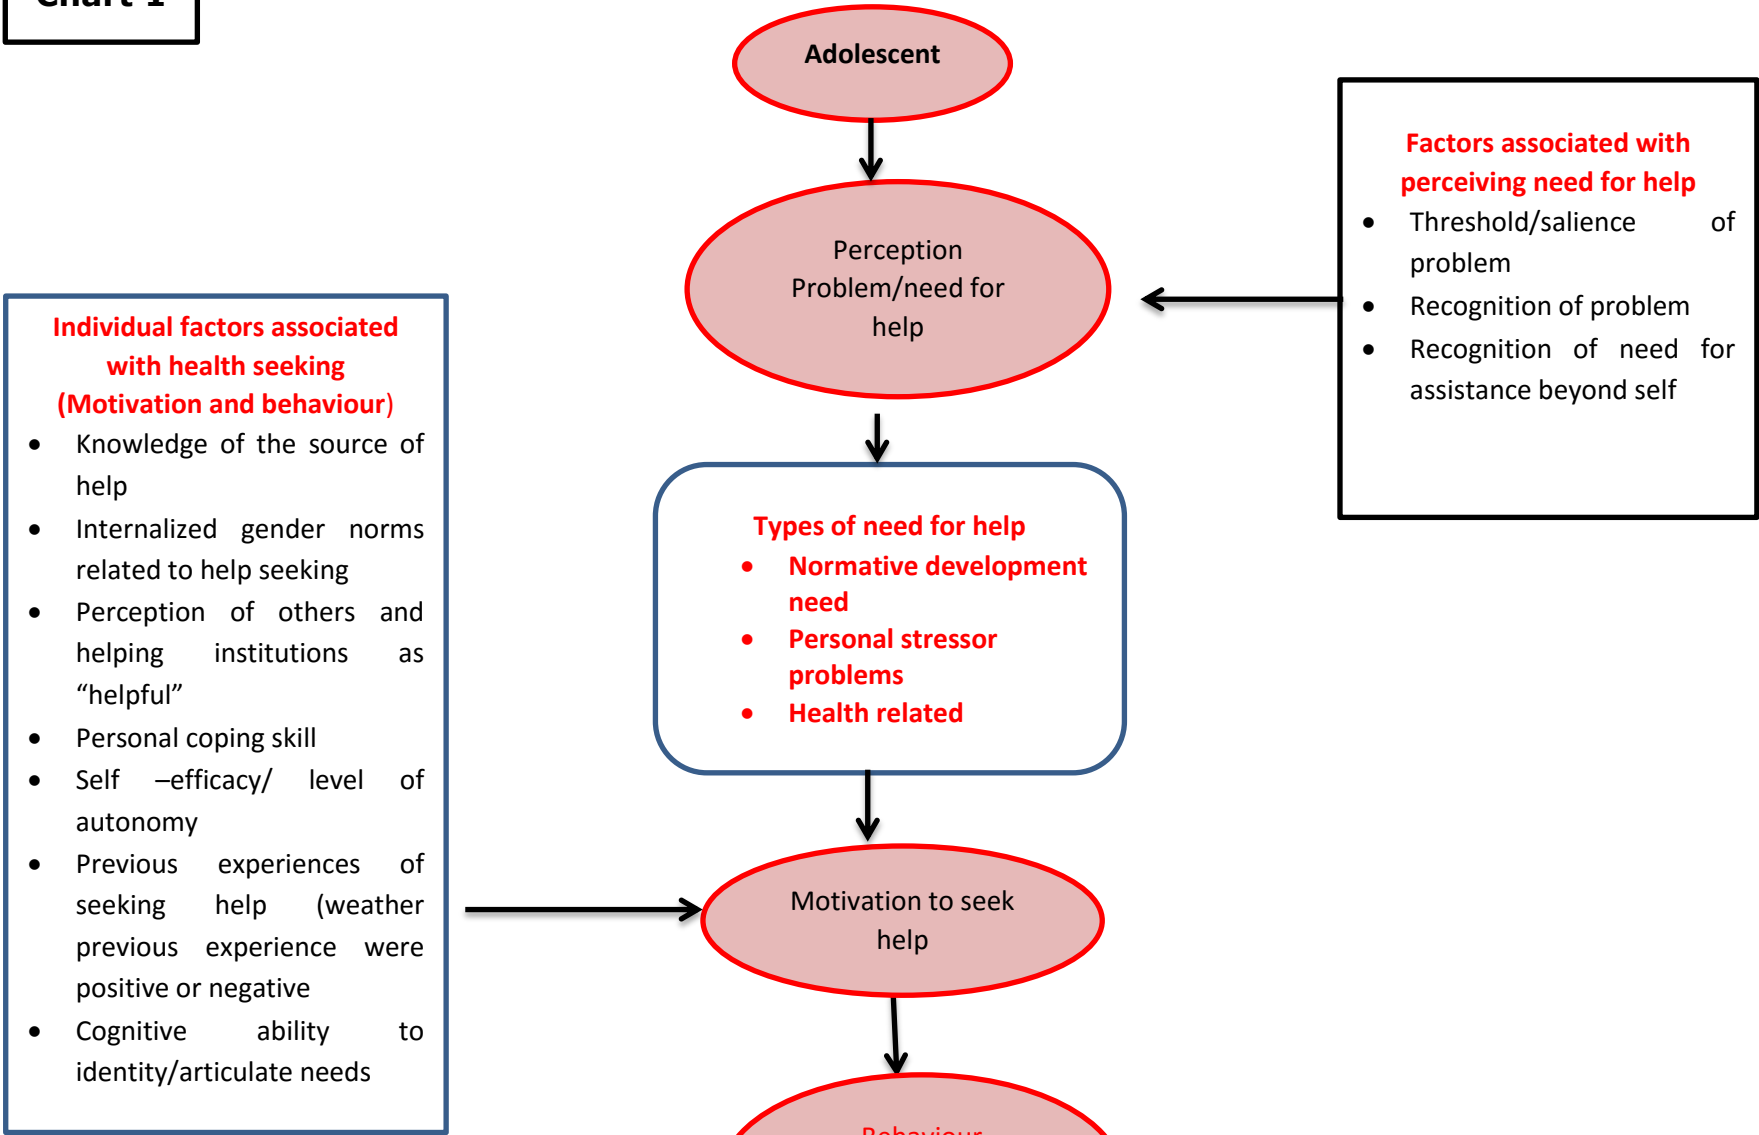 Chart 1
Adolescent
Perception
Problem/need for
help
Factors associated with
perceiving need for help
• Threshold/salience of
problem
• Recognition of problem
• Recognition of need for
assistance beyond self
Individual factors associated
with health seeking
(Motivation and behaviour)
• Knowledge of the source of
help
• Internalized gender norms
related to help seeking
• Perception of others and
helping institutions as
“helpful”
• Personal coping skill
• Self –efficacy/ level of
autonomy
• Previous experiences of
seeking help (weather
previous experience were
positive or negative
• Cognitive ability to
identity/articulate needs
Types of need for help
• Normative development
need
• Personal stressor
problems
• Health related
Motivation to seek
help
Behaviour